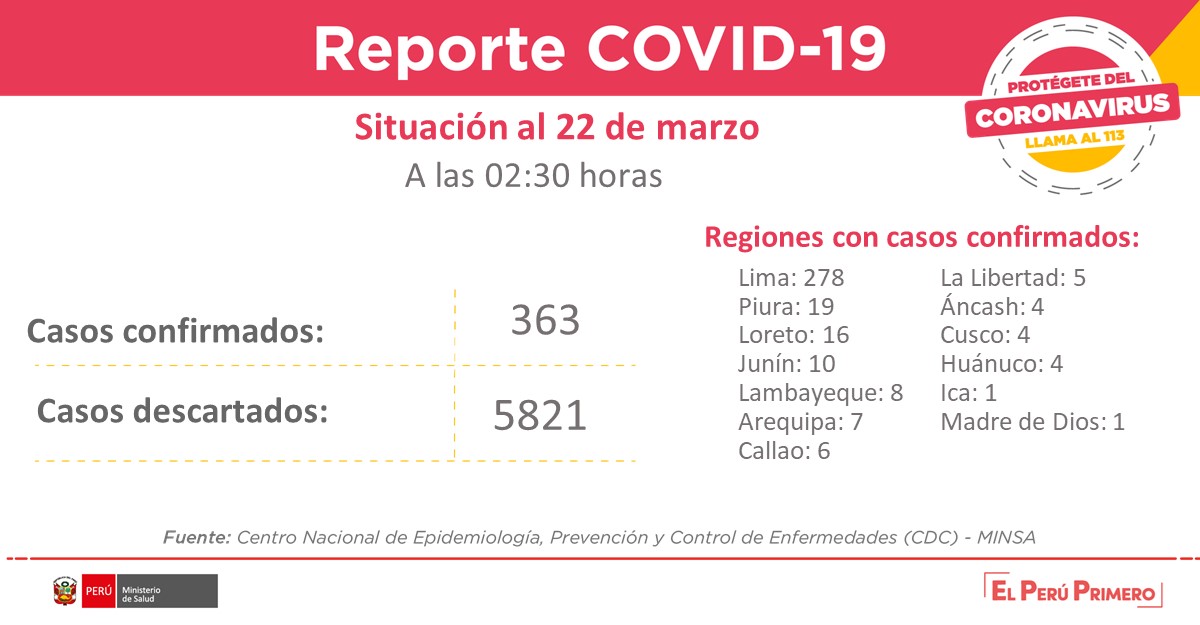 Reporte COVID-19
PROTÉGETE DEL
CORONAVIRUS
LLAMA AL 113
Situación al 22 de marzo
A las 02:30 horas
Casos confirmados: 363
Casos descartados: 5821
Regiones con casos confirmados:
Lima: 278
Piura: 19
Loreto: 16
Junín: 10
Lambayeque: 8
Arequipa: 7
Callao: 6
La Libertad: 5
Áncash: 4
Cusco: 4
Huánuco: 4
Ica: 1
Madre de Dios: 1
Fuente: Centro Nacional de Epidemiología, Prevención y Control de Enfermedades (CDC) - MINSA
PERÚ
Ministerio
de Salud
EL PERÚ PRIMERO